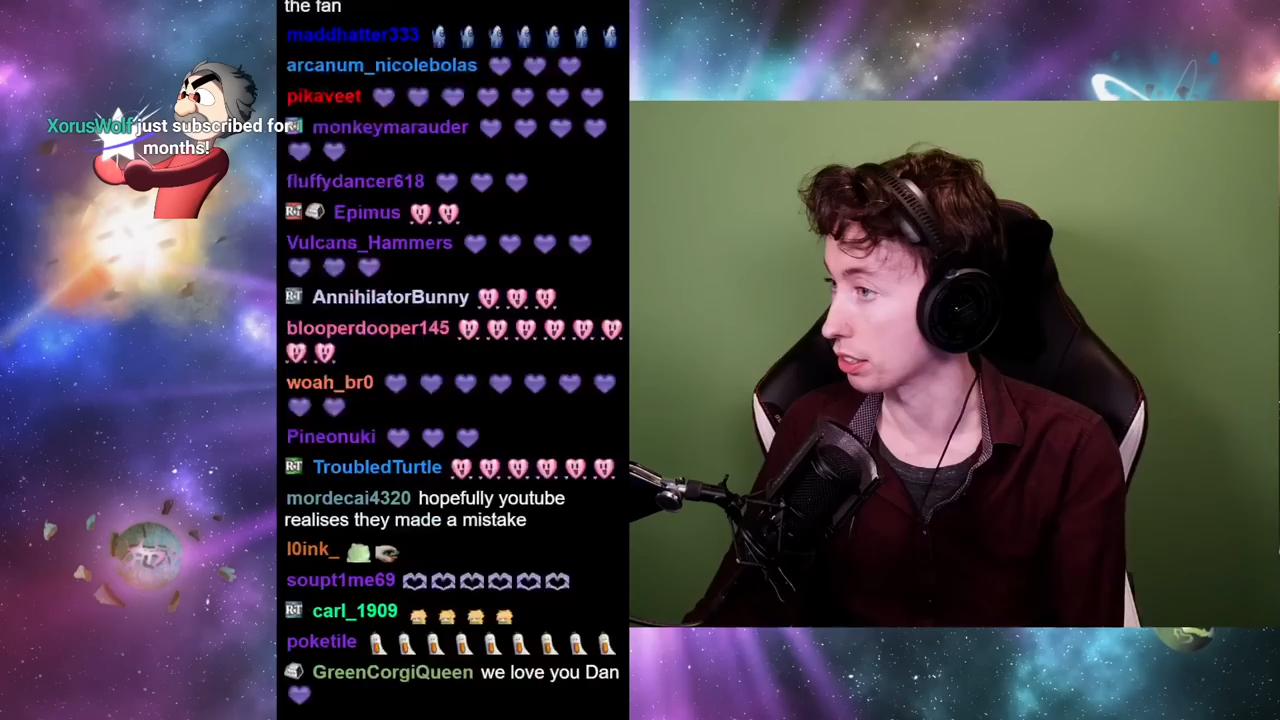 the fan
maddhatter333
arcanum_nicolebolas
pikaveet
XorusWolf just subscribed for
months!
monkeymarauder
fluffydancer618
Epimus
Vulcans_Hammers
AnnihilatorBunny
blooperdooper145
woah_br0
Pineonuki
TroubledTurtle
mordecai4320 hopefully youtube
realises they made a mistake
l0ink_
soupt1me69
carl_1909
poketile
GreenCorgiQueen we love you Dan